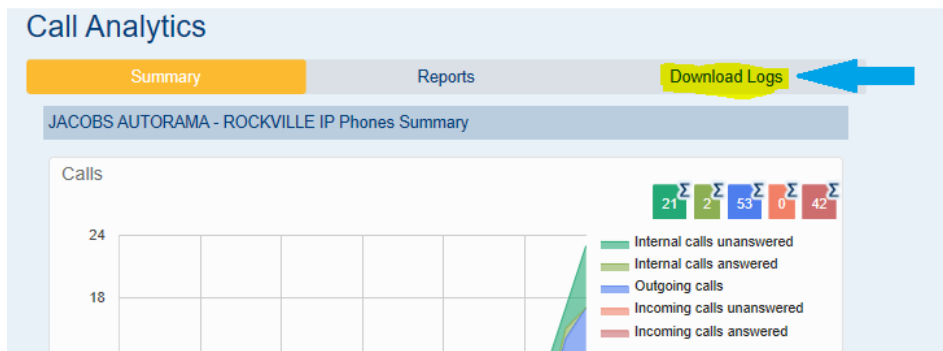 Call Analytics
Summary Reports Download Logs
JACOBS AUTORAMA - ROCKVILLE IP Phones Summary
Calls
21 Σ 2 Σ 53 Σ 0 Σ 42 Σ
24
18
Internal calls unanswered
Internal calls answered
Outgoing calls
Incoming calls unanswered
Incoming calls answered